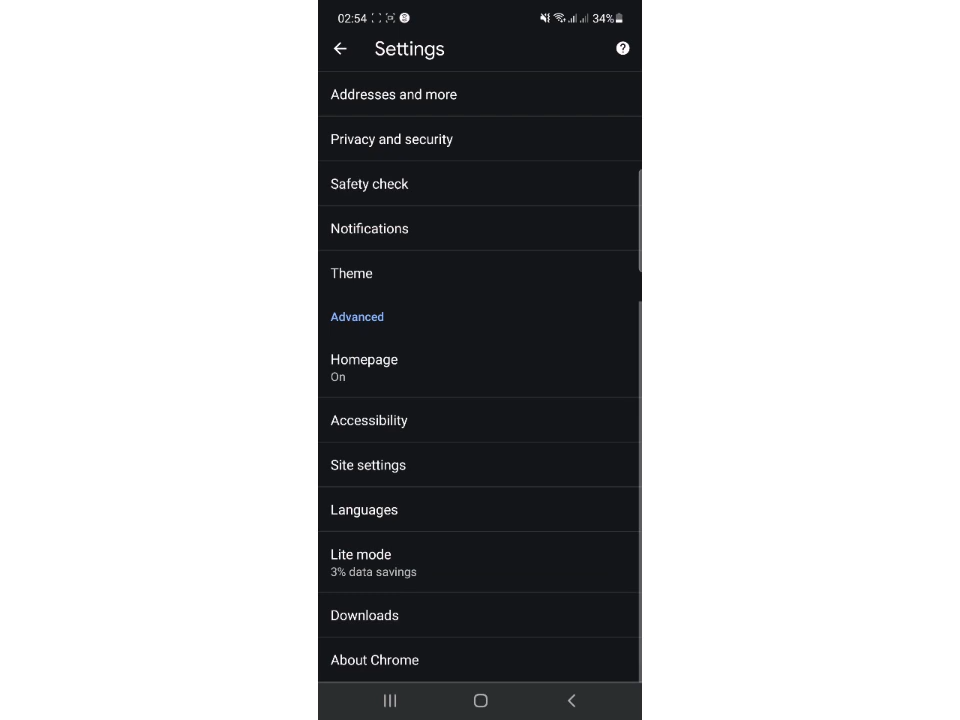 02:54 34%
Settings
Addresses and more
Privacy and security
Safety check
Notifications
Theme
Advanced
Homepage
On
Accessibility
Site settings
Languages
Lite mode
3% data savings
Downloads
About Chrome